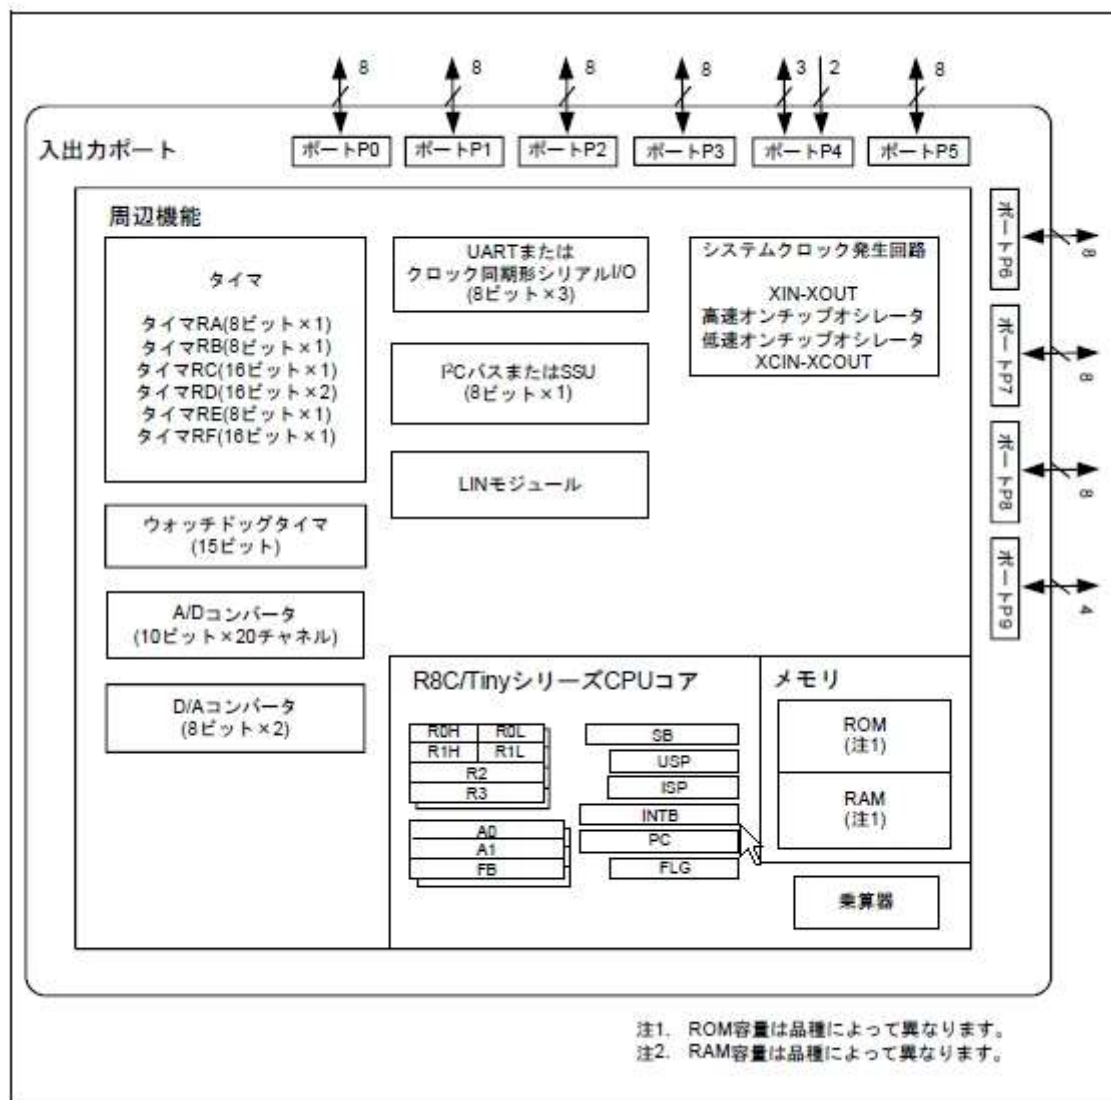 8
8
8
8
3
2
8
入出力ポート
ポートP0
ポートP1
ポートP2
ポートP3
ポートP4
ポートP5
周辺機能
タイマ
タイマRA(8ビット×1)
タイマRB(8ビット×1)
タイマRC(16ビット×1)
タイマRD(16ビット×2)
タイマRE(8ビット×1)
タイマRF(16ビット×1)
UARTまたは
クロック同期形シリアルI/O
(8ビット×3)
I²CバスまたはSSU
(8ビット×1)
LINモジュール
システムクロック発生回路
XIN-XOUT
高速オンチップオシレータ
低速オンチップオシレータ
XCIN-XCOUT
ポートP6
8
ポートP7
8
ポートP8
8
ポートP9
4
ウォッチドッグタイマ
(15ビット)
A/Dコンバータ
(10ビット×20チャネル)
D/Aコンバータ
(8ビット×2)
R8C/TinyシリーズCPUコア
R0H
R0L
R1H
R1L
R2
R3
A0
A1
FB
SB
USP
ISP
INTB
PC
FLG
メモリ
ROM
(注1)
RAM
(注1)
乗算器
注1. ROM容量は品種によって異なります。
注2. RAM容量は品種によって異なります。